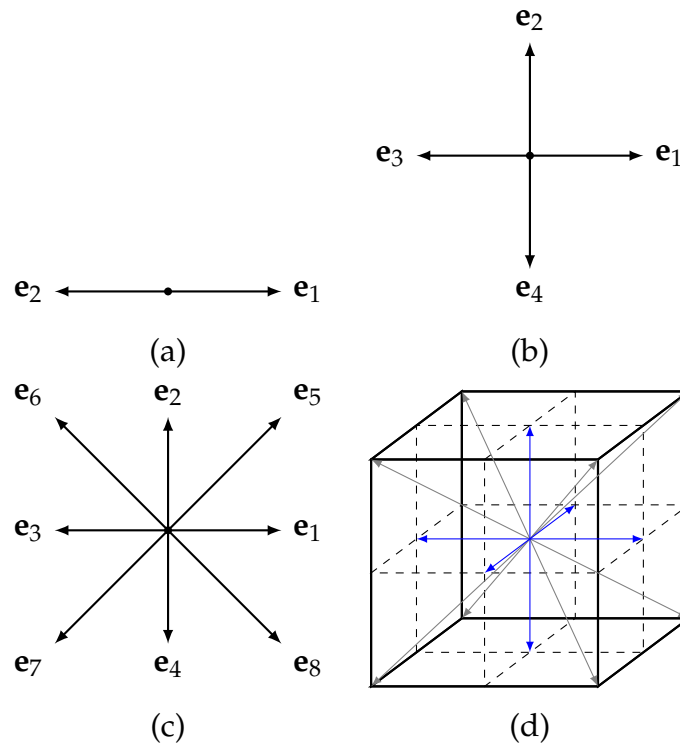 e₂
e₃ e₁
e₂ e₁ e₄
(a) (b)
e₆ e₂ e₅
e₃ e₁
e₇ e₄ e₈
(c) (d)